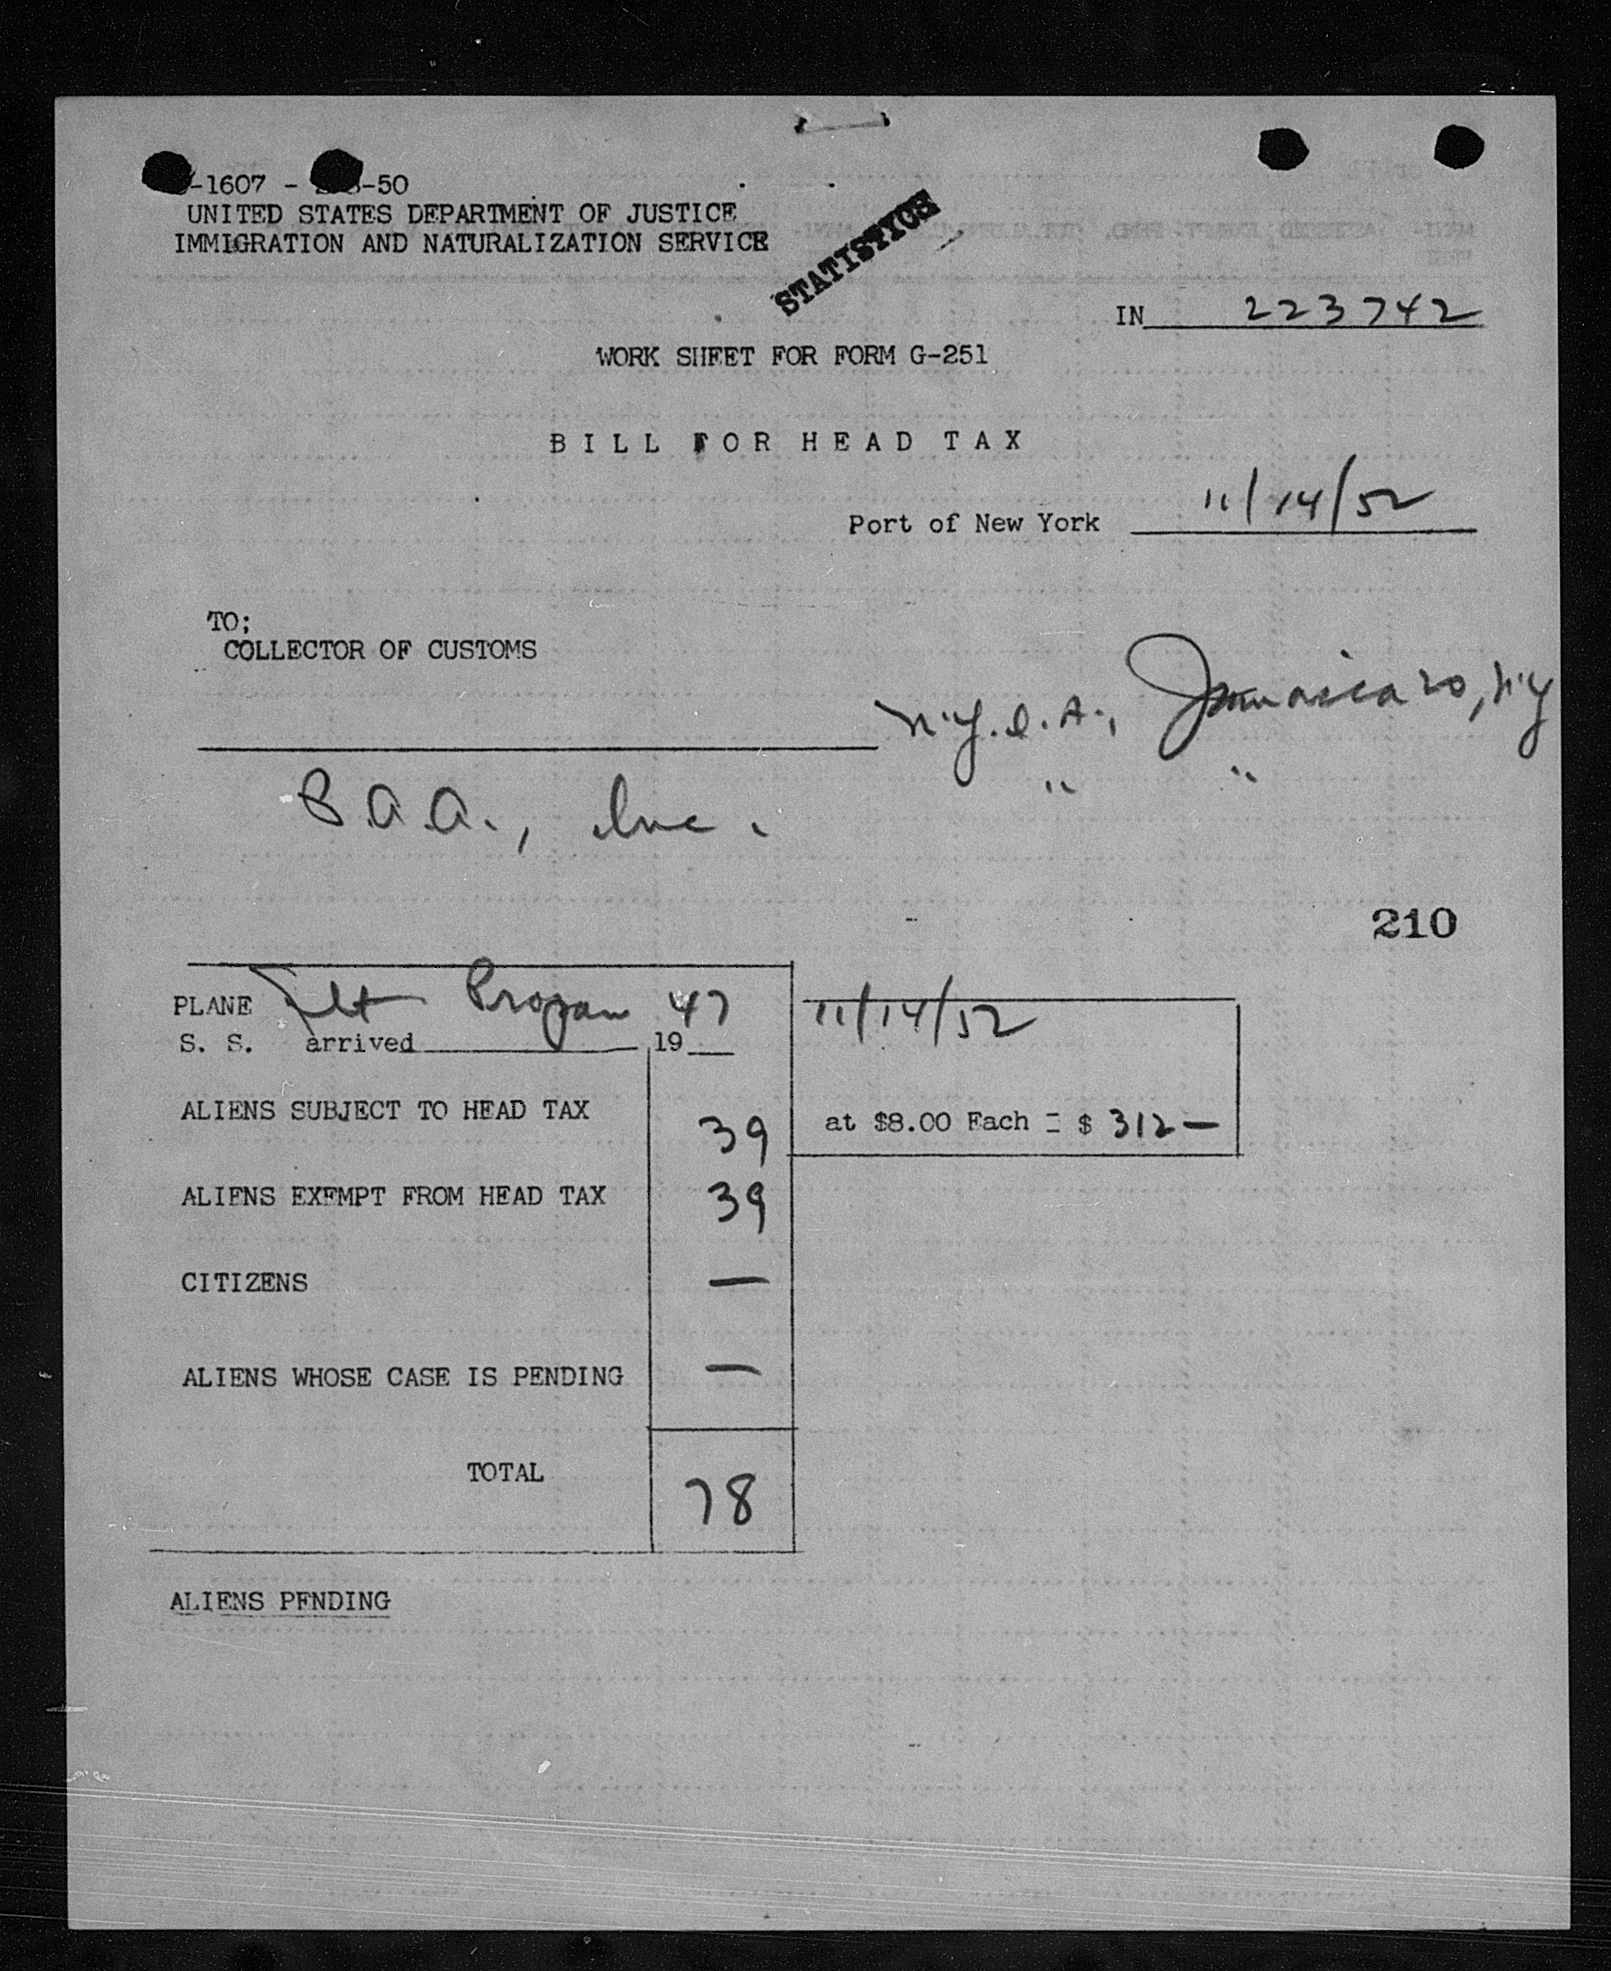 -1607 - -50
UNITED STATES DEPARTMENT OF JUSTICE
IMMIGRATION AND NATURALIZATION SERVICE
STATISTICS
IN 223742
WORK SHEET FOR FORM G-251
BILL FOR HEAD TAX
Port of New York 11/14/52
TO;
COLLECTOR OF CUSTOMS
N.Y.I.A., Jamaica 20, NY
P.A.A., Inc. " "
210
PLANE Flt 47 11/14/52
S. S. arrived 19
ALIENS SUBJECT TO HEAD TAX 39 at $8.00 Each = $ 312—
ALIENS EXEMPT FROM HEAD TAX 39
CITIZENS —
ALIENS WHOSE CASE IS PENDING —
TOTAL 78
ALIENS PENDING